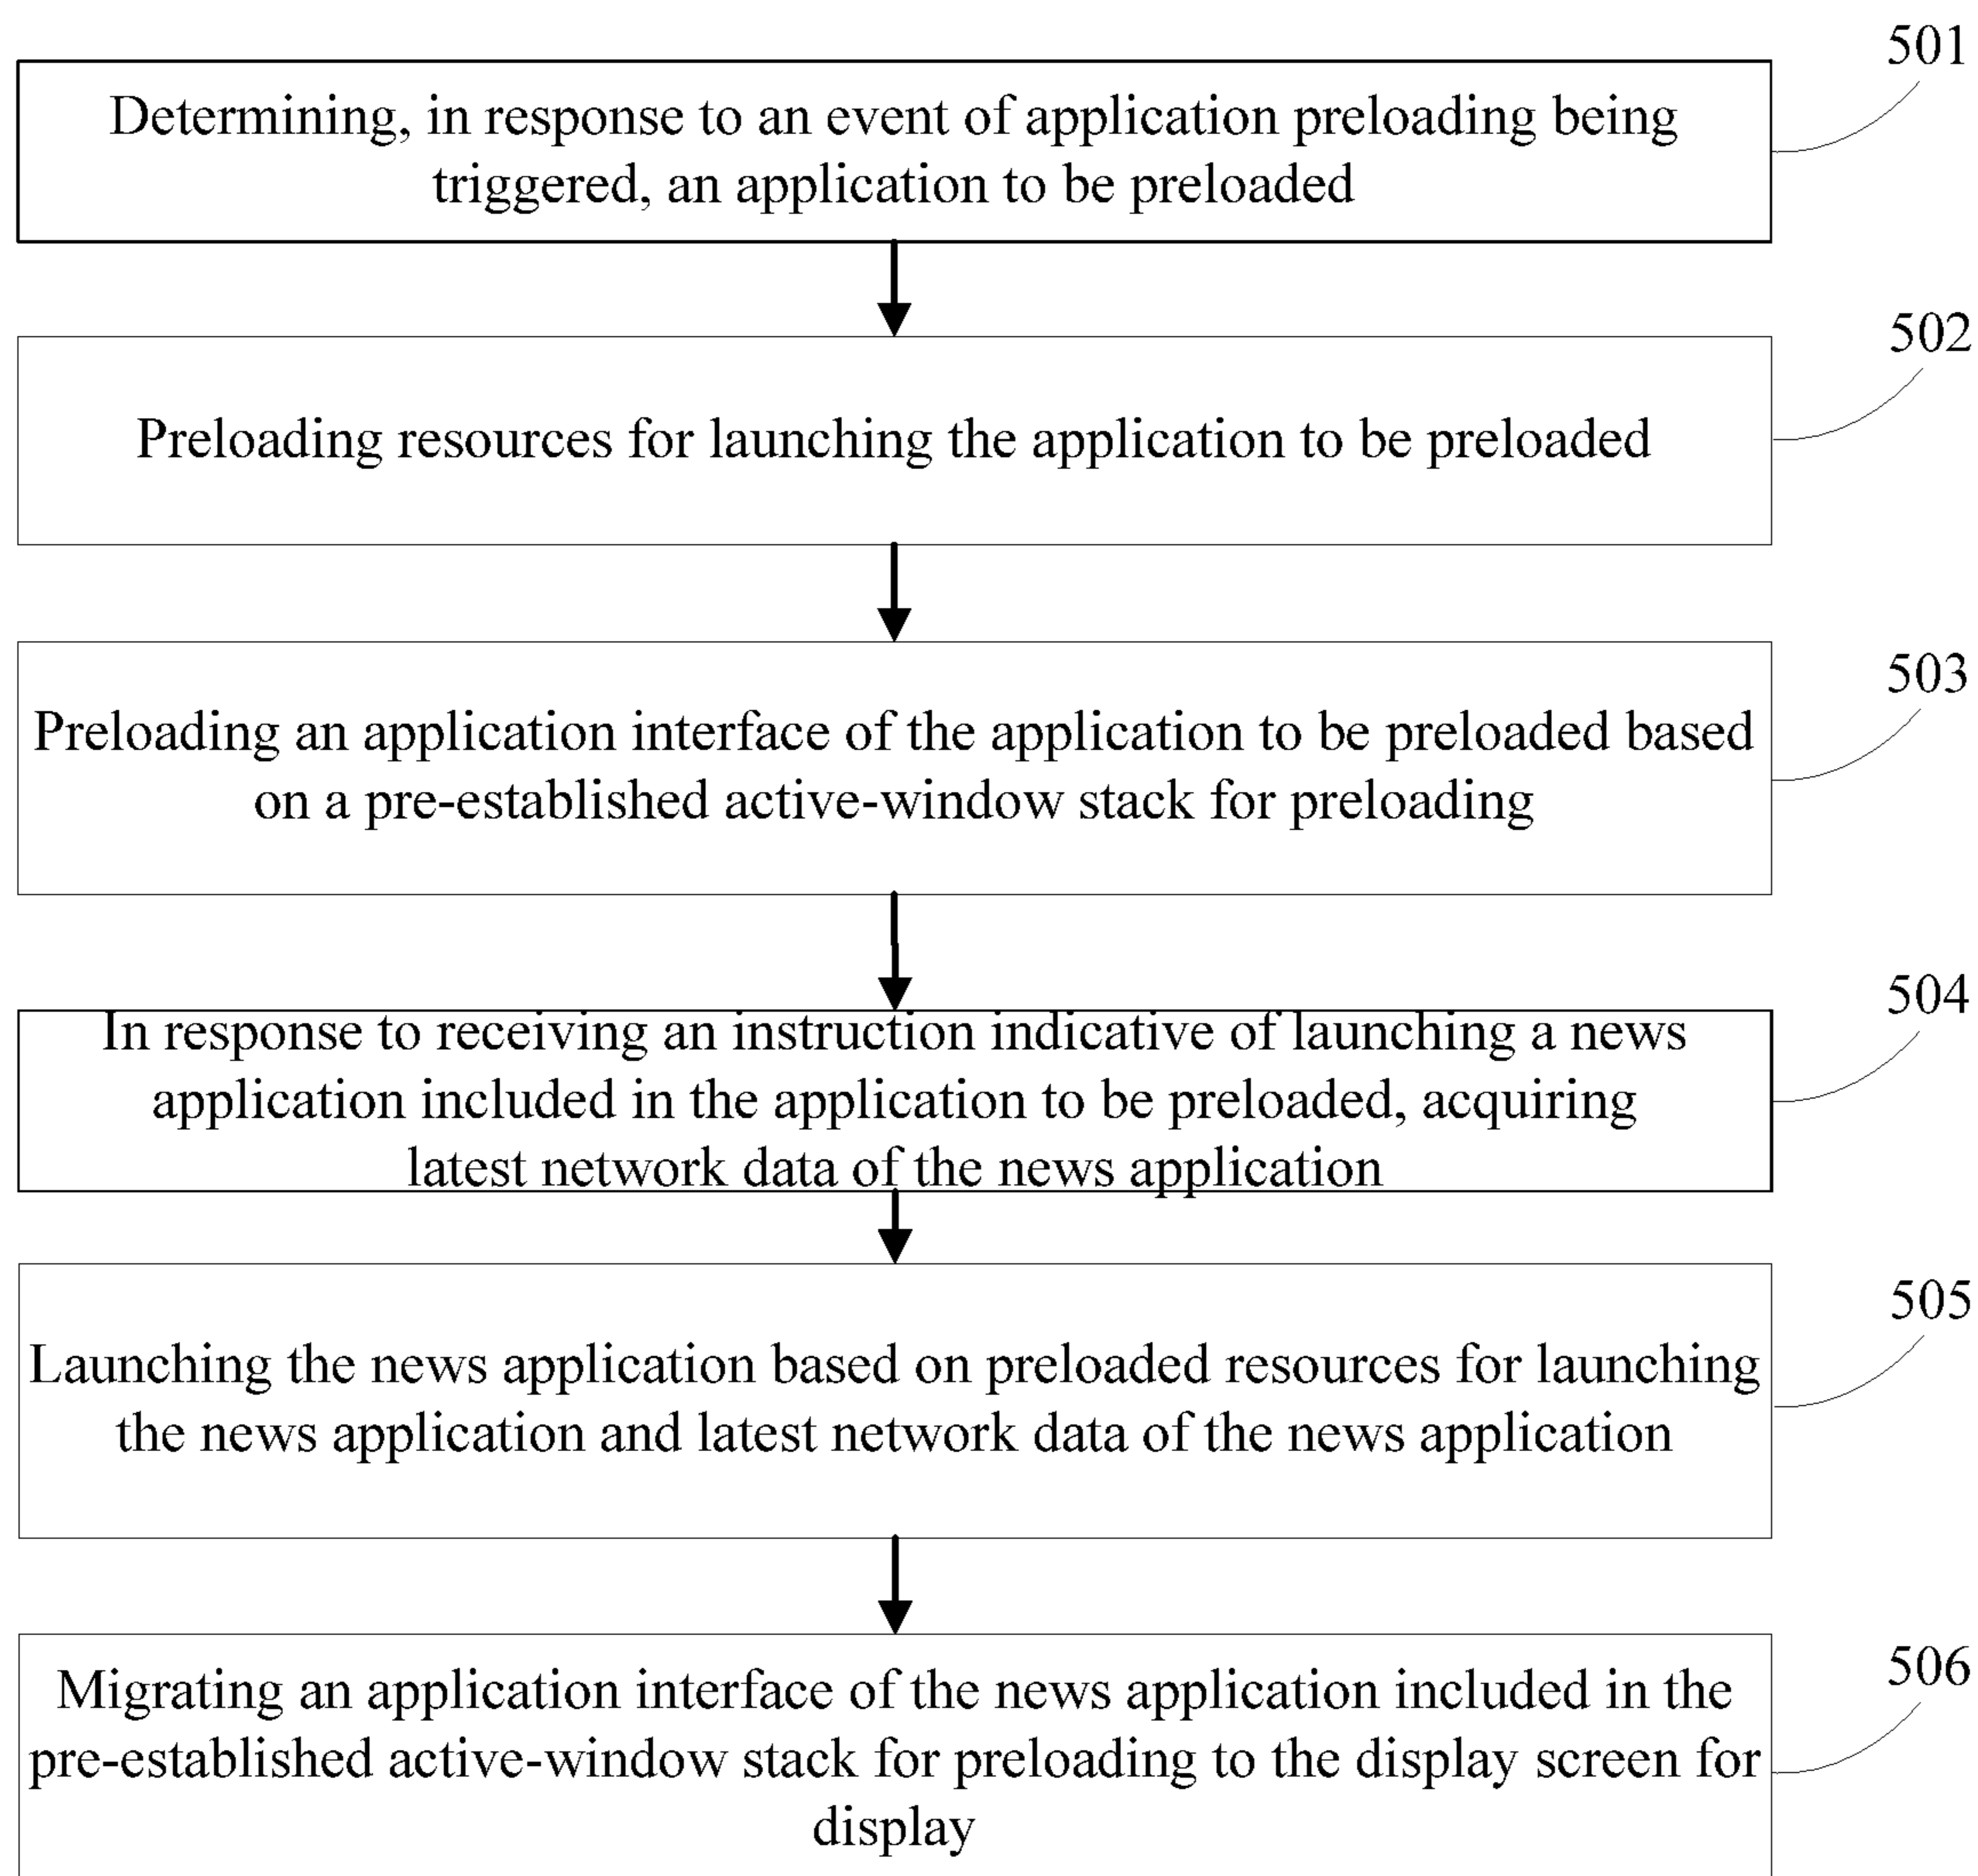 501
Determining, in response to an event of application preloading being
triggered, an application to be preloaded
502
Preloading resources for launching the application to be preloaded
503
Preloading an application interface of the application to be preloaded based
on a pre-established active-window stack for preloading
504
In response to receiving an instruction indicative of launching a news
application included in the application to be preloaded, acquiring
latest network data of the news application
505
Launching the news application based on preloaded resources for launching
the news application and latest network data of the news application
506
Migrating an application interface of the news application included in the
pre-established active-window stack for preloading to the display screen for
display